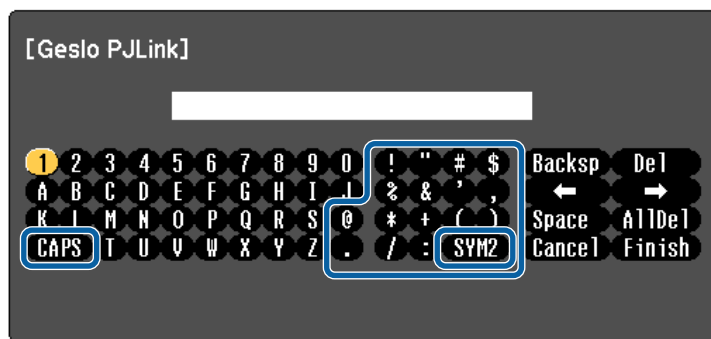 [Geslo PJLink]
1 2 3 4 5 6 7 8 9 0 ! " # $ Backsp Del
A B C D E F G H I J % & ' , ← →
K L M N O P Q R S @ * + ( ) Space AllDel
CAPS T U V W X Y Z . / : SYM2 Cancel Finish